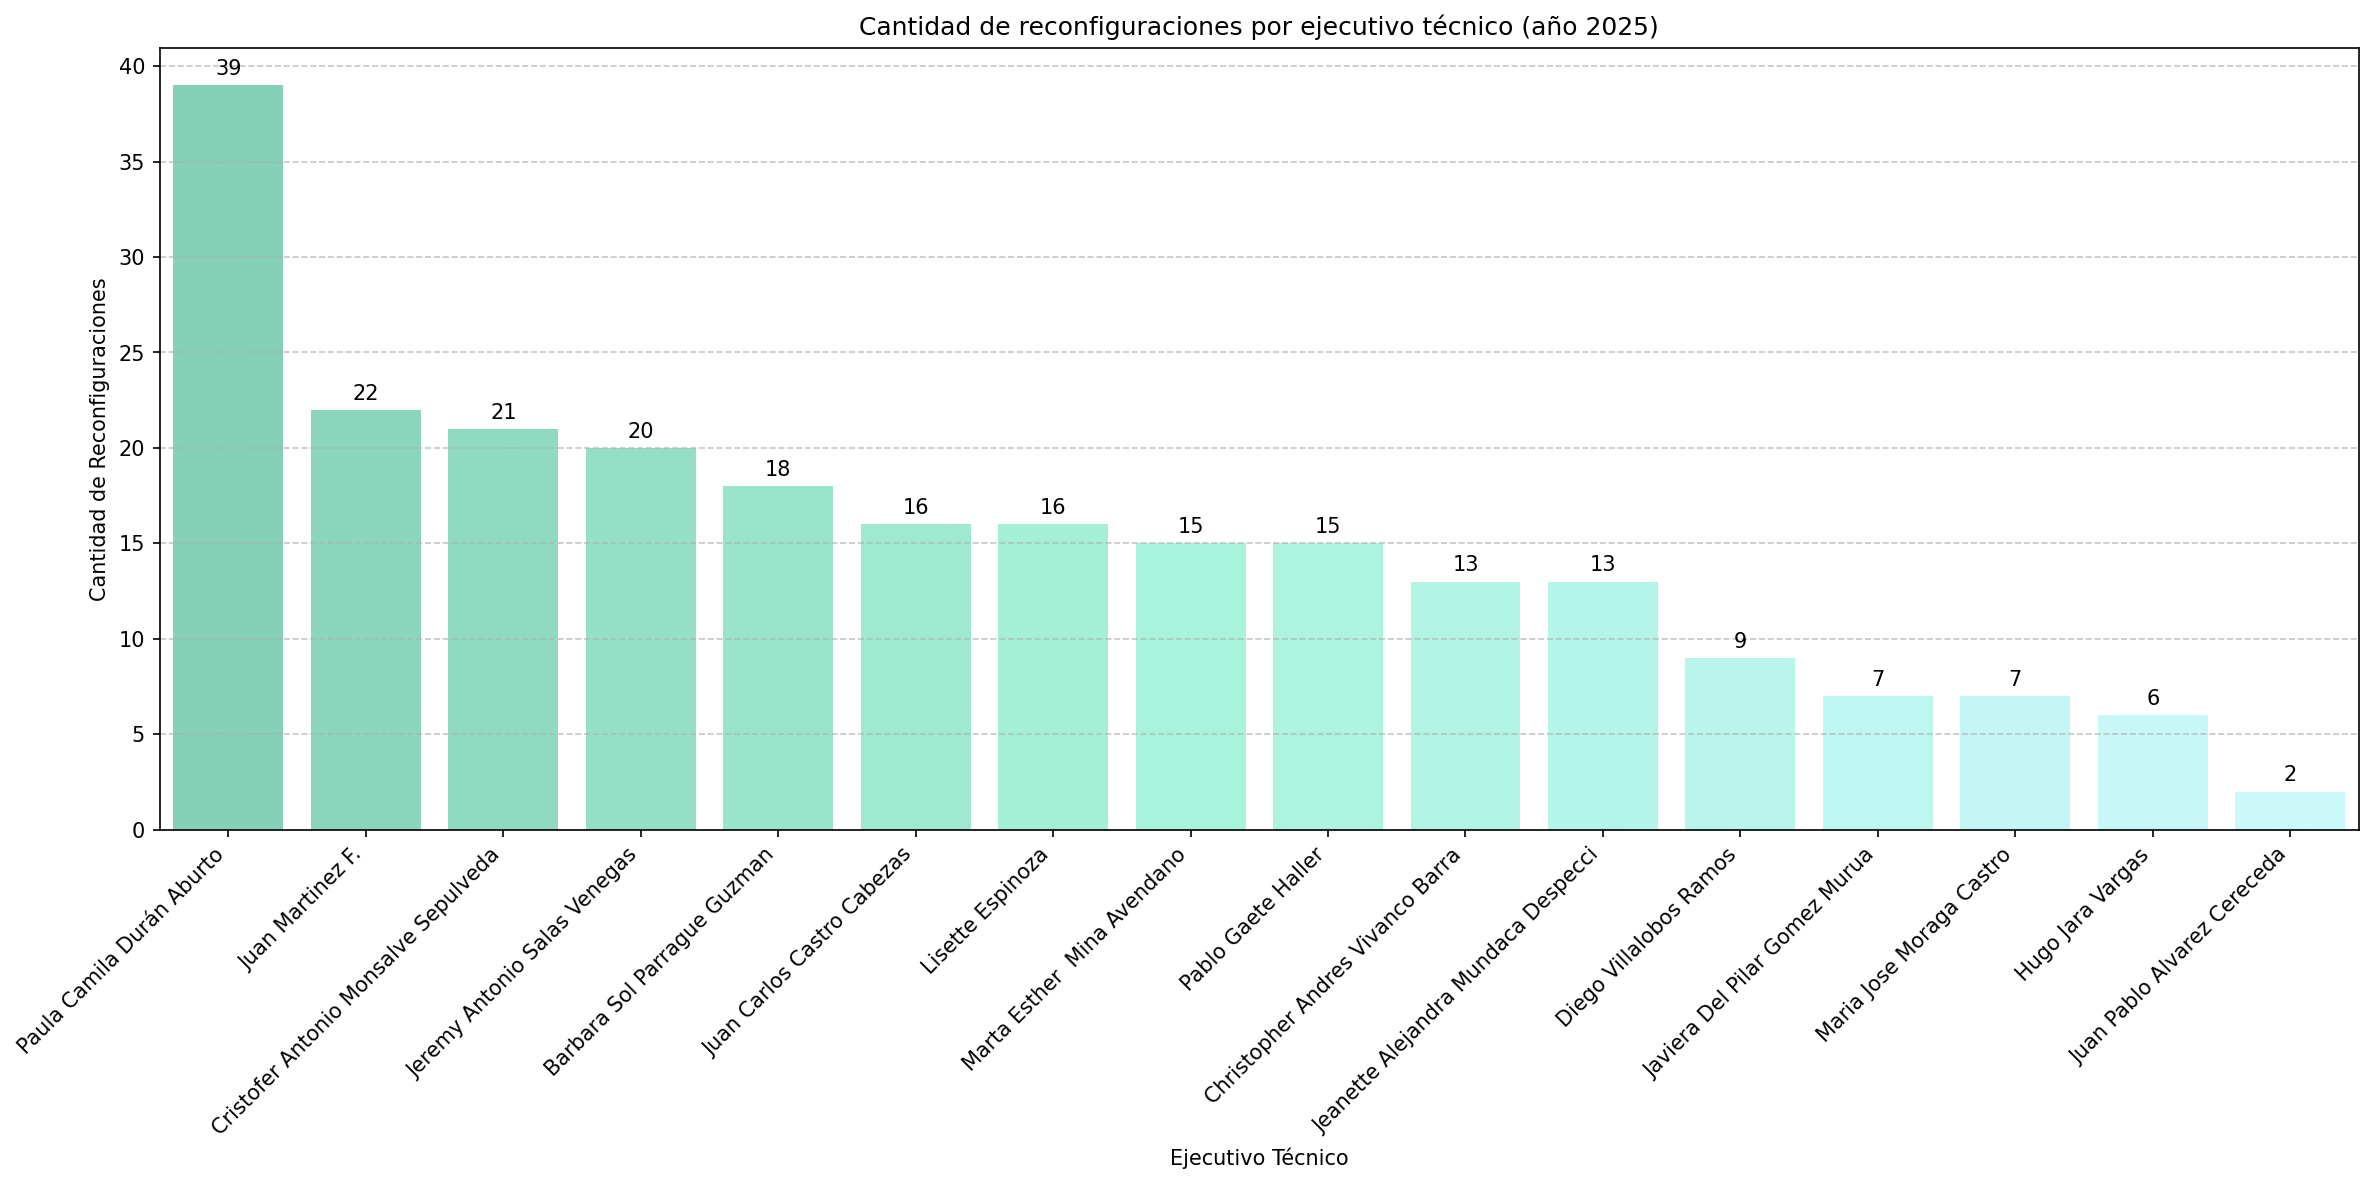 Cantidad de reconfiguraciones por ejecutivo técnico (año 2025)
Cantidad de Reconfiguraciones
40
35
30
25
20
15
10
5
0
39
22
21
20
18
16
16
15
15
13
13
9
7
7
6
2
Paula Camila Durán Aburto
Juan Martinez F.
Cristofer Antonio Monsalve Sepulveda
Jeremy Antonio Salas Venegas
Barbara Sol Parrague Guzman
Juan Carlos Castro Cabezas
Lisette Espinoza
Marta Esther  Mina Avendano
Pablo Gaete Haller
Christopher Andres Vivanco Barra
Jeanette Alejandra Mundaca Despecci
Diego Villalobos Ramos
Javiera Del Pilar Gomez Murua
Maria Jose Moraga Castro
Hugo Jara Vargas
Juan Pablo Alvarez Cereceda
Ejecutivo Técnico